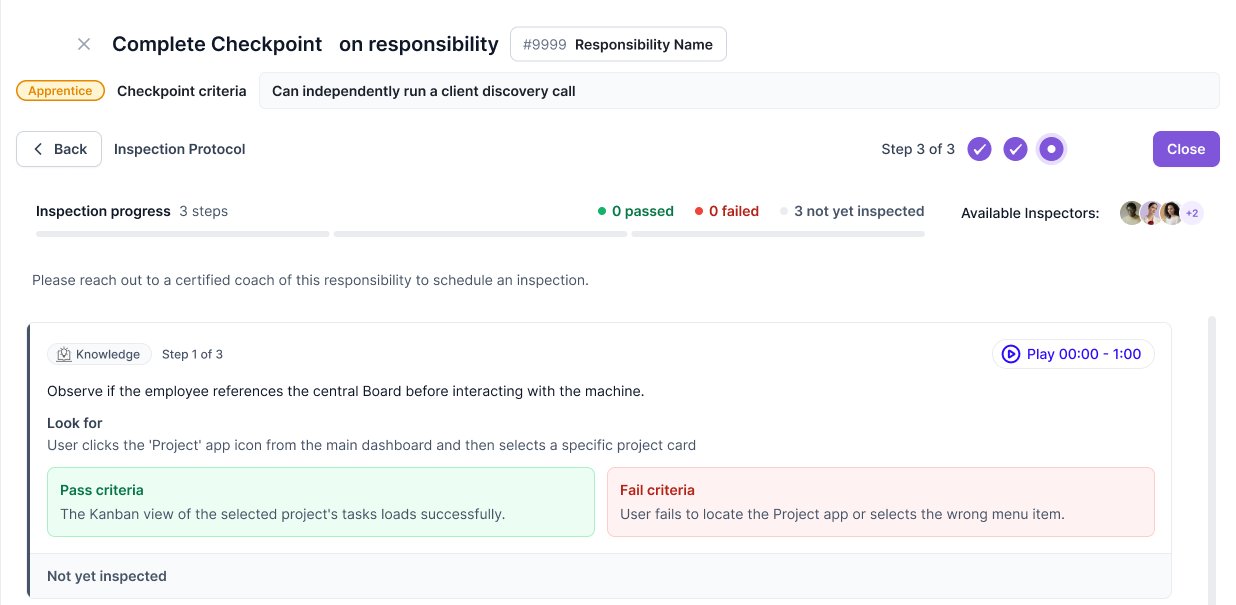 Complete Checkpoint on responsibility #9999 Responsibility Name
Apprentice Checkpoint criteria Can independently run a client discovery call
Back Inspection Protocol Step 3 of 3 Close
Inspection progress 3 steps 0 passed 0 failed 3 not yet inspected Available Inspectors: +2
Please reach out to a certified coach of this responsibility to schedule an inspection.
Knowledge Step 1 of 3 Play 00:00 - 1:00
Observe if the employee references the central Board before interacting with the machine.
Look for
User clicks the 'Project' app icon from the main dashboard and then selects a specific project card
Pass criteria
The Kanban view of the selected project's tasks loads successfully.
Fail criteria
User fails to locate the Project app or selects the wrong menu item.
Not yet inspected